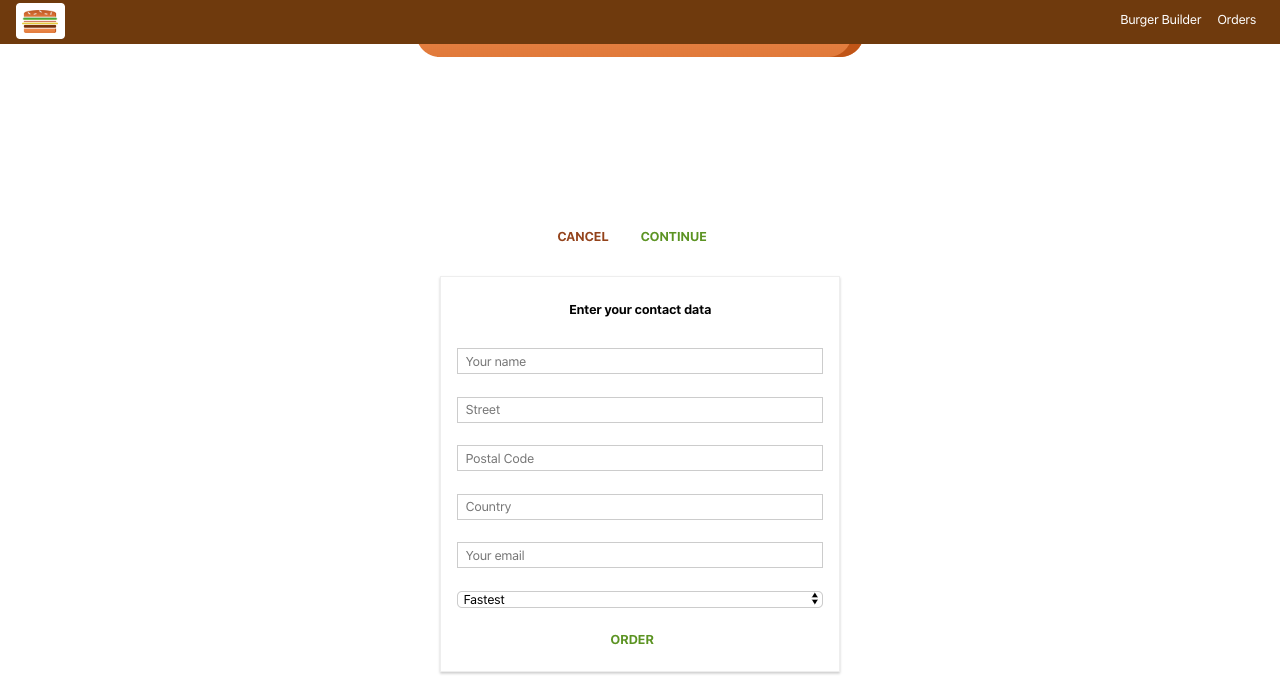 Burger Builder Orders
CANCEL CONTINUE
Enter your contact data
Your name
Street
Postal Code
Country
Your email
Fastest
ORDER